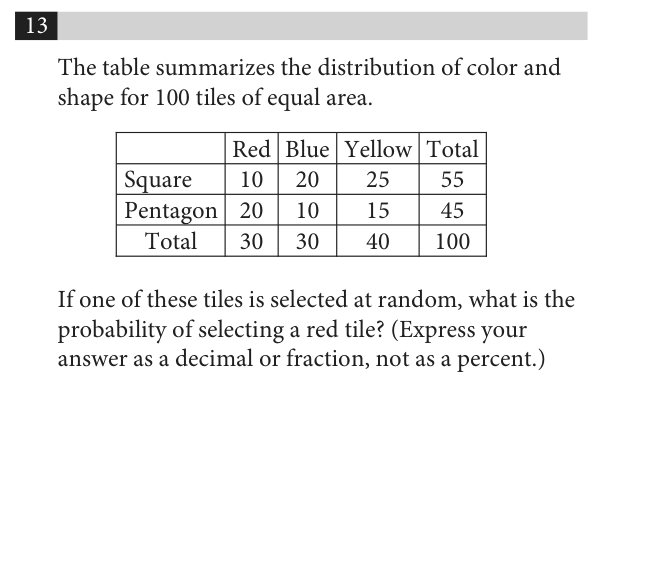 13
The table summarizes the distribution of color and
shape for 100 tiles of equal area.
Red Blue Yellow Total
Square 10 20 25 55
Pentagon 20 10 15 45
Total 30 30 40 100
If one of these tiles is selected at random, what is the
probability of selecting a red tile? (Express your
answer as a decimal or fraction, not as a percent.)